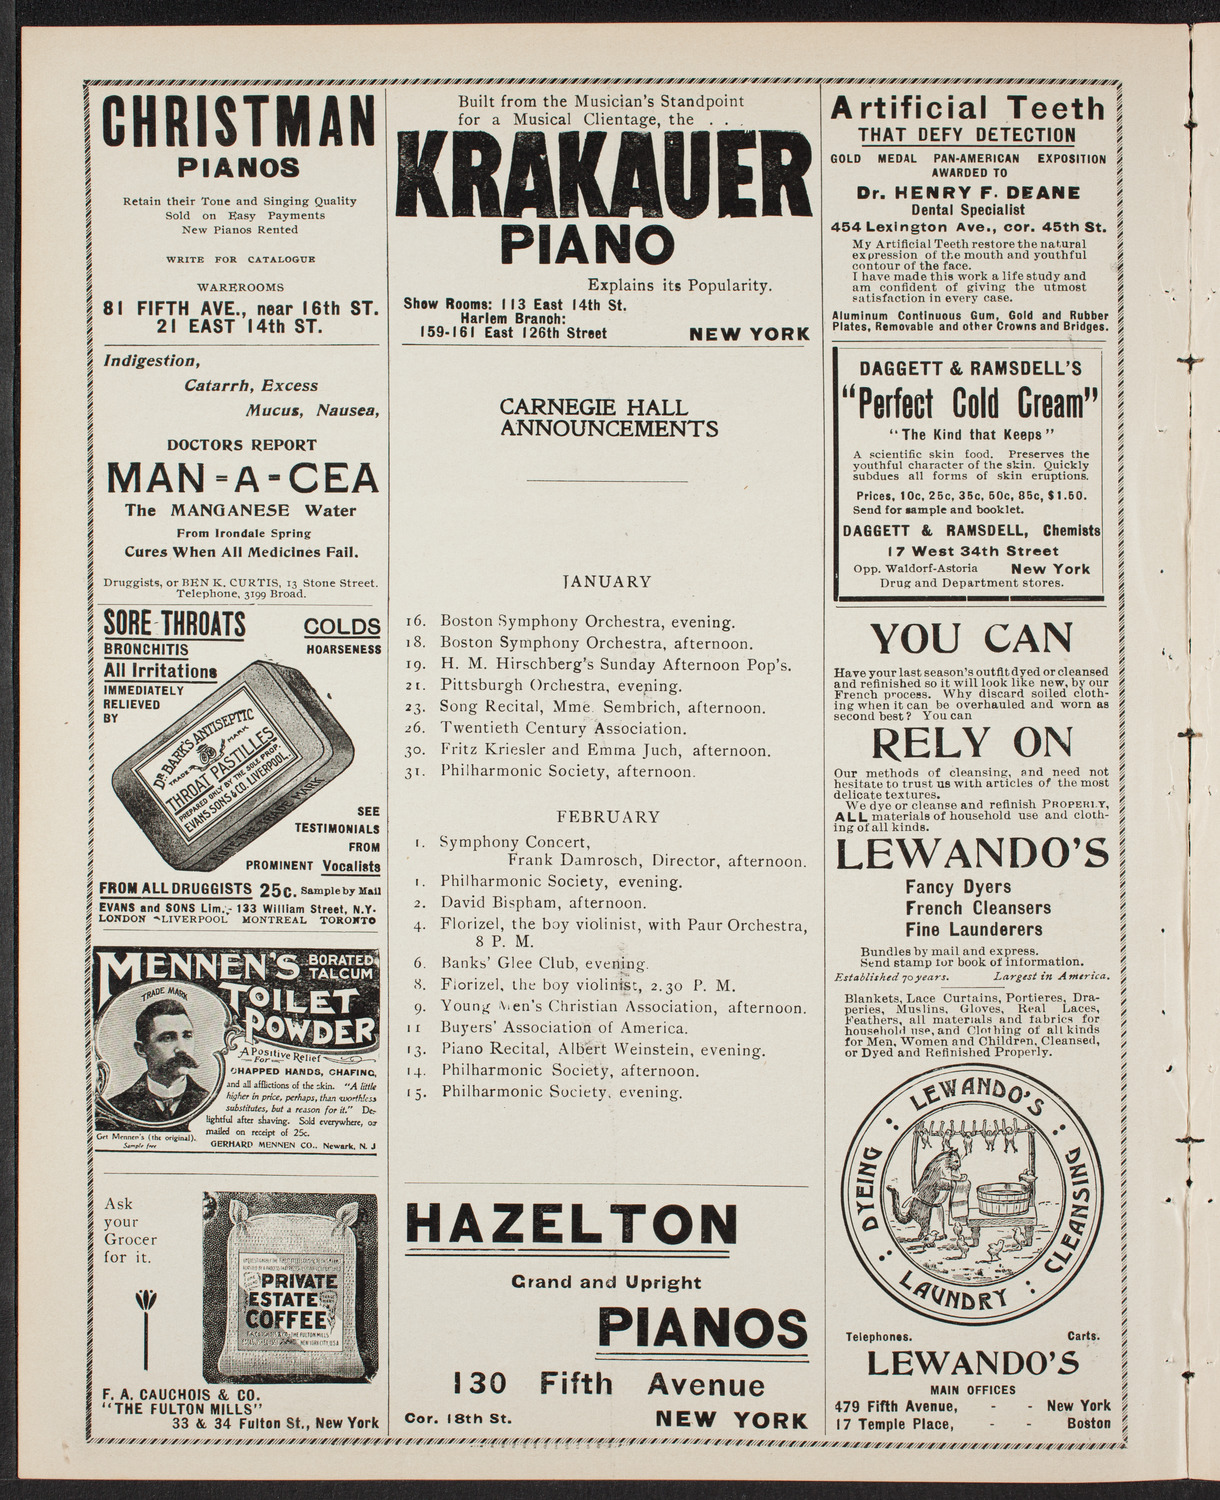 CHRISTMAN
PIANOS
Retain their Tone and Singing Quality
Sold on Easy Payments
New Pianos Rented
WRITE FOR CATALOGUE
WAREROOMS
81 FIFTH AVE., near 16th ST.
21 EAST 14th ST.
Indigestion,
Catarrh, Excess
Mucus, Nausea,
DOCTORS REPORT
MAN-A-CEA
The MANGANESE Water
From Irondale Spring
Cures When All Medicines Fail.
Druggists, or BEN K. CURTIS, 13 Stone Street.
Telephone, 3199 Broad.
SORE THROATS
COLDS
BRONCHITIS
HOARSENESS
All Irritations
IMMEDIATELY
RELIEVED
BY
DR BARK'S ANTISEPTIC
TRADE MARK
THROAT PASTILLES
PREPARED ONLY BY THE SOLE PROP.
EVANS SONS & CO. LIVERPOOL.
TRADE MARK
SEE
TESTIMONIALS
FROM
PROMINENT Vocalists
FROM ALL DRUGGISTS 25c. Sample by Mail
EVANS and SONS Lim., - 133 William Street, N.Y.
LONDON - LIVERPOOL MONTREAL TORONTO
MENNEN'S BORATED
TALCUM
TOILET
POWDER
TRADE MARK
A Positive Relief
For
CHAPPED HANDS, CHAFING,
and all afflictions of the skin. "A little
higher in price, perhaps, than worthless
substitutes, but a reason for it." De-
lightful after shaving. Sold everywhere, or
mailed on receipt of 25c.
Get Mennen's (the original).
Sample free
GERHARD MENNEN CO., Newark, N. J
Ask
your
Grocer
for it.
PRIVATE
ESTATE
COFFEE
F. A. CAUCHOIS & CO.
"THE FULTON MILLS"
33 & 34 Fulton St., New York
Built from the Musician's Standpoint
for a Musical Clientage, the . . .
KRAKAUER
PIANO
Explains its Popularity.
Show Rooms: 113 East 14th St.
Harlem Branch:
159-161 East 126th Street
NEW YORK
CARNEGIE HALL
ANNOUNCEMENTS
JANUARY
16. Boston Symphony Orchestra, evening.
18. Boston Symphony Orchestra, afternoon.
19. H. M. Hirschberg's Sunday Afternoon Pop's.
21. Pittsburgh Orchestra, evening.
23. Song Recital, Mme. Sembrich, afternoon.
26. Twentieth Century Association.
30. Fritz Kriesler and Emma Juch, afternoon.
31. Philharmonic Society, afternoon.
FEBRUARY
1. Symphony Concert,
Frank Damrosch, Director, afternoon.
1. Philharmonic Society, evening.
2. David Bispham, afternoon.
4. Florizel, the boy violinist, with Paur Orchestra,
8 P. M.
6. Banks' Glee Club, evening.
8. Florizel, the boy violinist, 2.30 P. M.
9. Young Men's Christian Association, afternoon.
11 Buyers' Association of America.
13. Piano Recital, Albert Weinstein, evening.
14. Philharmonic Society, afternoon.
15. Philharmonic Society, evening.
HAZELTON
Grand and Upright
PIANOS
130 Fifth Avenue
Cor. 18th St.
NEW YORK
Artificial Teeth
THAT DEFY DETECTION
GOLD MEDAL PAN-AMERICAN EXPOSITION
AWARDED TO
Dr. HENRY F. DEANE
Dental Specialist
454 Lexington Ave., cor. 45th St.
My Artificial Teeth restore the natural
expression of the mouth and youthful
contour of the face.
I have made this work a life study and
am confident of giving the utmost
satisfaction in every case.
Aluminum Continuous Gum, Gold and Rubber
Plates, Removable and other Crowns and Bridges.
DAGGETT & RAMSDELL'S
"Perfect Cold Cream"
"The Kind that Keeps"
A scientific skin food. Preserves the
youthful character of the skin. Quickly
subdues all forms of skin eruptions.
Prices, 10c, 25c, 35c, 50c, 85c, $1.50.
Send for sample and booklet.
DAGGETT & RAMSDELL, Chemists
17 West 34th Street
Opp. Waldorf-Astoria New York
Drug and Department stores.
YOU CAN
Have your last season's outfit dyed or cleansed
and refinished so it will look like new, by our
French process. Why discard soiled cloth-
ing when it can be overhauled and worn as
second best? You can
RELY ON
Our methods of cleansing, and need not
hesitate to trust us with articles of the most
delicate textures.
We dye or cleanse and refinish PROPERLY,
ALL materials of household use and cloth-
ing of all kinds.
LEWANDO'S
Fancy Dyers
French Cleansers
Fine Launderers
Bundles by mail and express.
Send stamp for book of information.
Established 70 years. Largest in America.
Blankets, Lace Curtains, Portieres, Dra-
peries, Muslins, Gloves, Real Laces,
Feathers, all materials and fabrics for
household use, and Clothing of all kinds
for Men, Women and Children, Cleansed,
or Dyed and Refinished Properly.
LEWANDO'S
DYEING
CLEANSING
LAUNDRY
Telephones. Carts.
LEWANDO'S
MAIN OFFICES
479 Fifth Avenue, - - New York
17 Temple Place, - - Boston